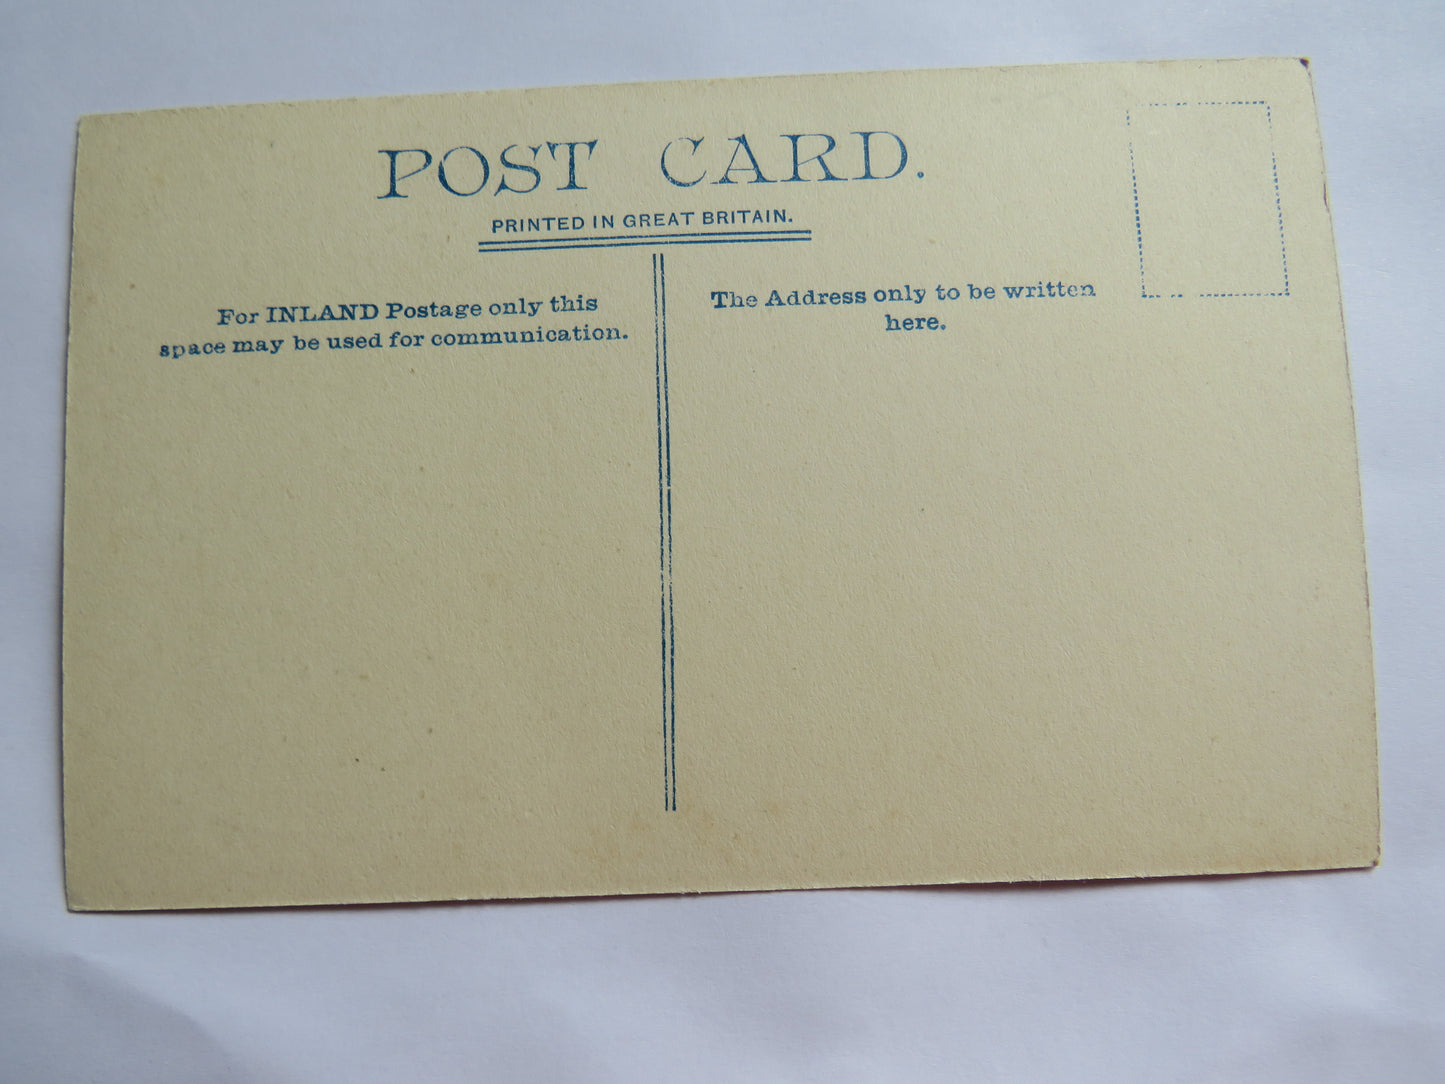 POST CARD.
PRINTED IN GREAT BRITAIN.
For INLAND Postage only this
space may be used for communication.
The Address only to be written
here.